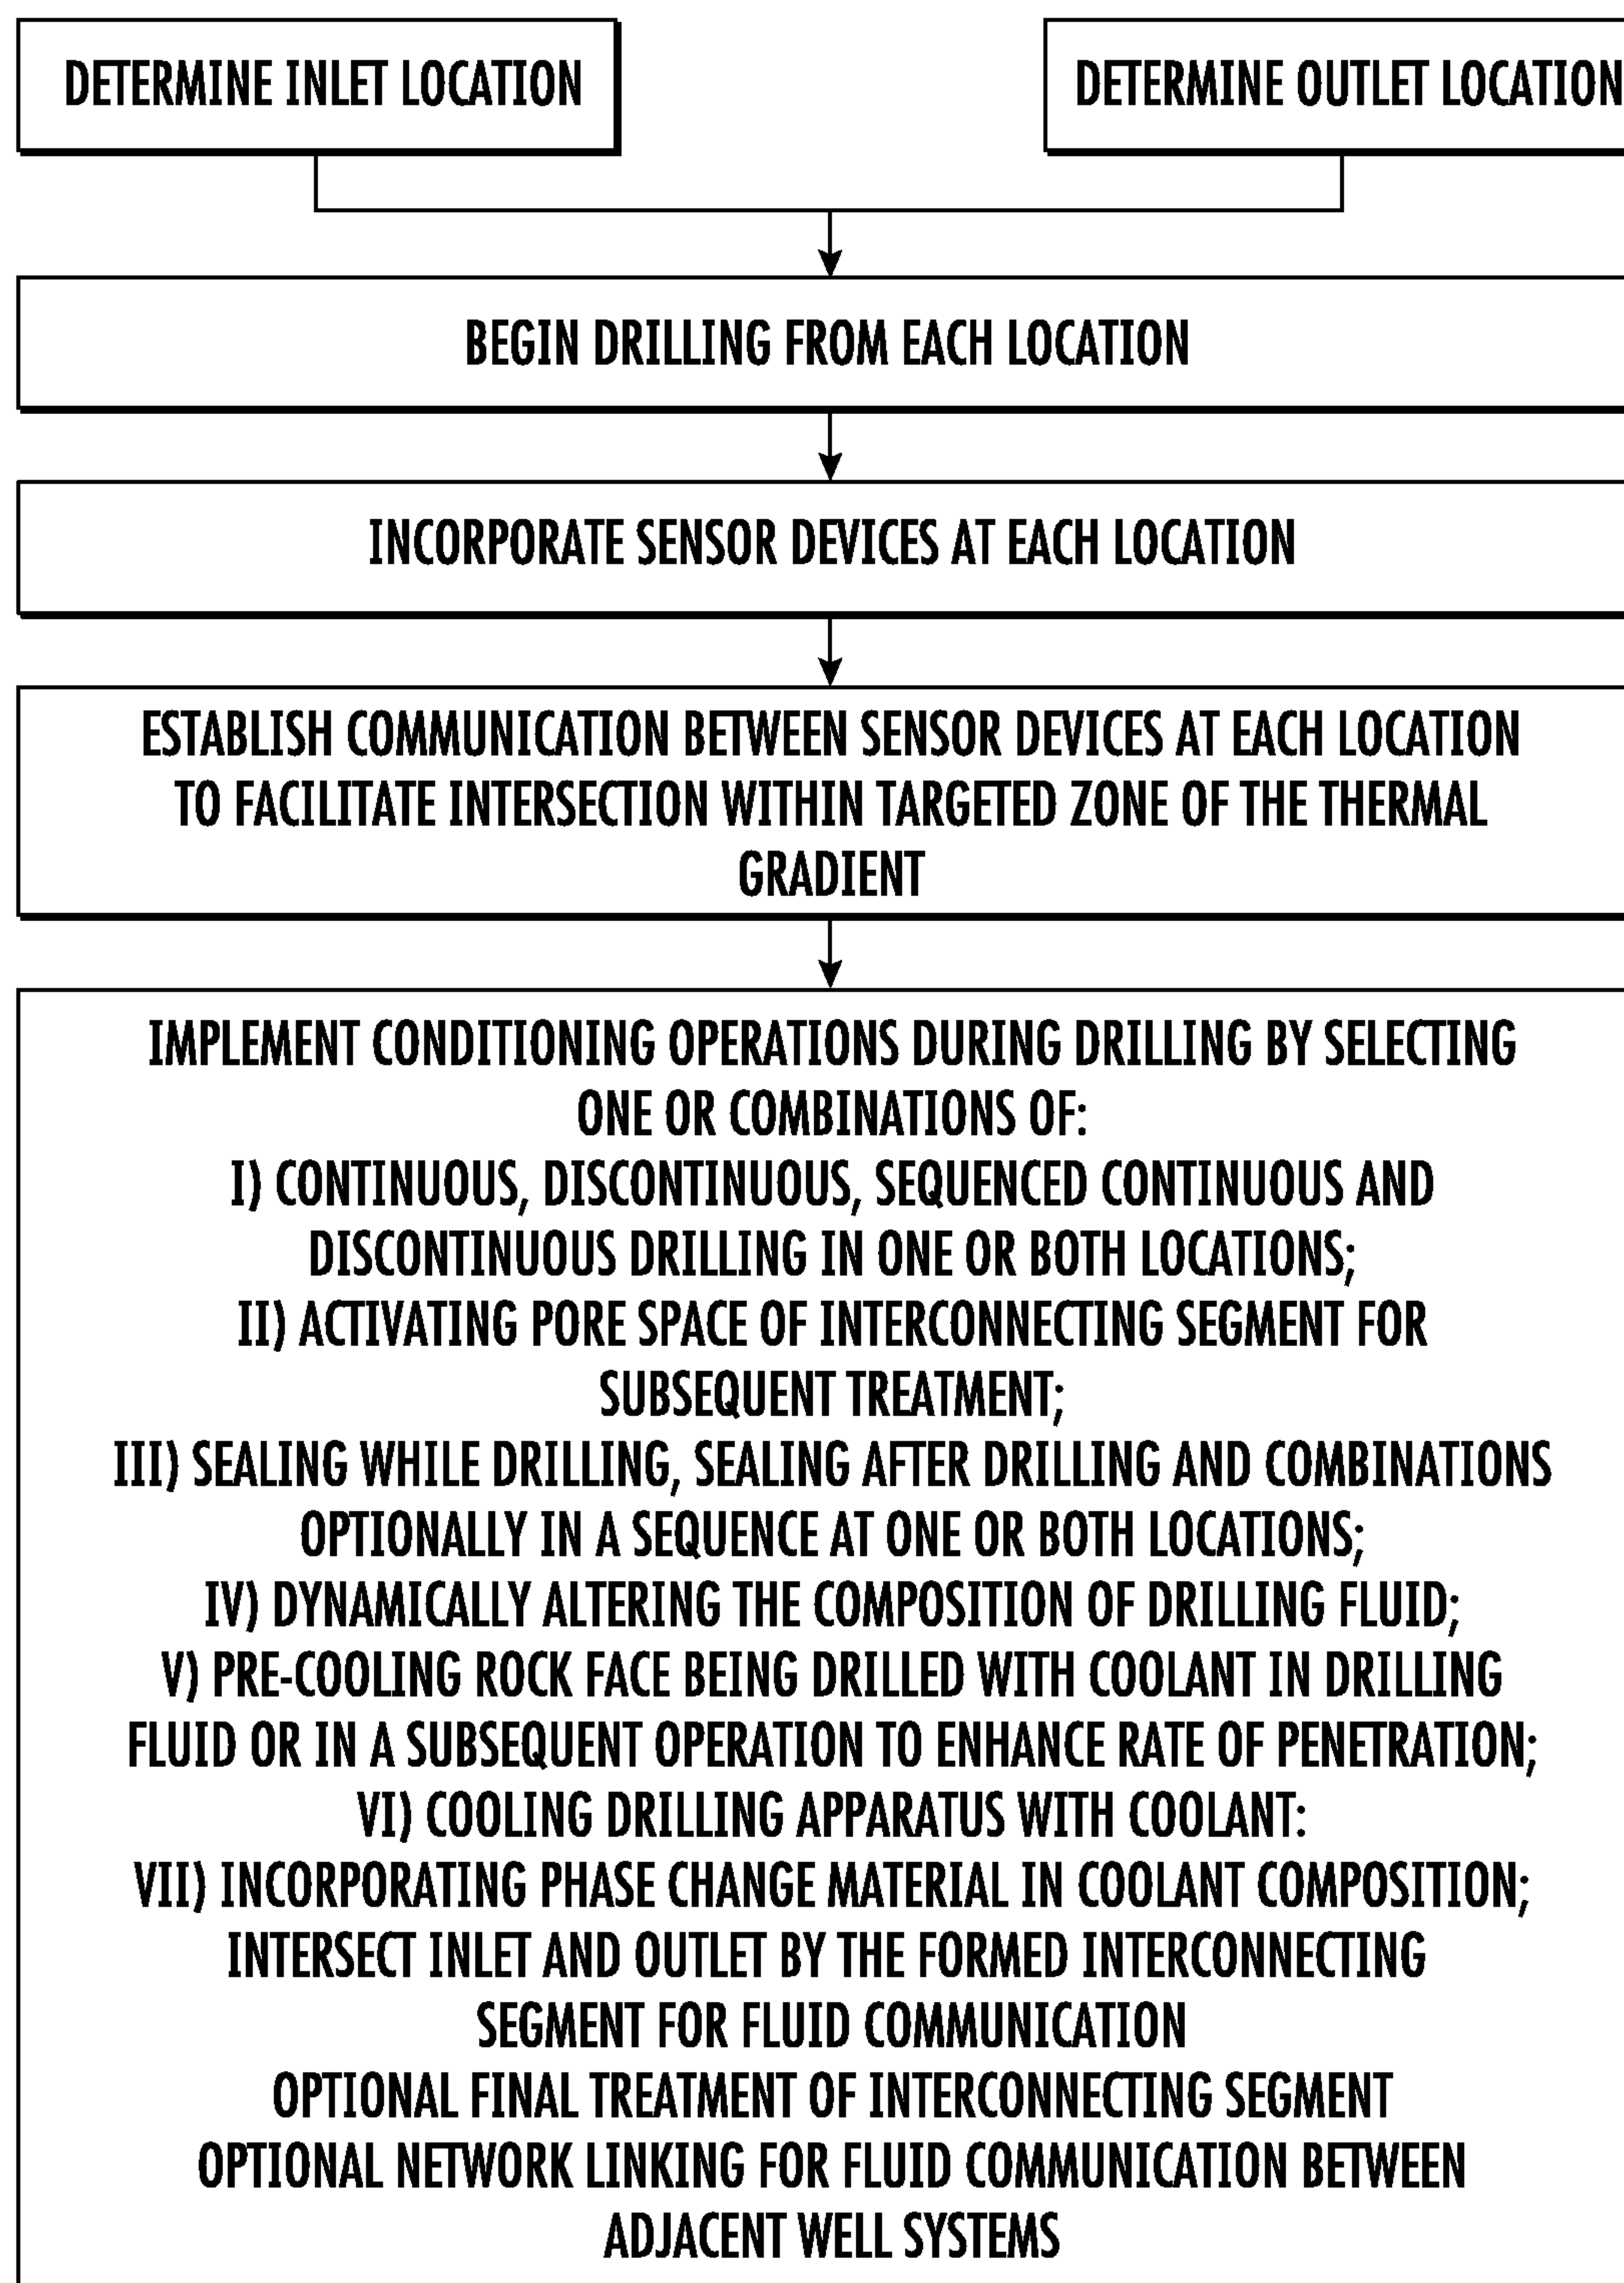 DETERMINE INLET LOCATION
DETERMINE OUTLET LOCATION
BEGIN DRILLING FROM EACH LOCATION
INCORPORATE SENSOR DEVICES AT EACH LOCATION
ESTABLISH COMMUNICATION BETWEEN SENSOR DEVICES AT EACH LOCATION
TO FACILITATE INTERSECTION WITHIN TARGETED ZONE OF THE THERMAL
GRADIENT
IMPLEMENT CONDITIONING OPERATIONS DURING DRILLING BY SELECTING
ONE OR COMBINATIONS OF:
I) CONTINUOUS, DISCONTINUOUS, SEQUENCED CONTINUOUS AND
DISCONTINUOUS DRILLING IN ONE OR BOTH LOCATIONS;
II) ACTIVATING PORE SPACE OF INTERCONNECTING SEGMENT FOR
SUBSEQUENT TREATMENT;
III) SEALING WHILE DRILLING, SEALING AFTER DRILLING AND COMBINATIONS
OPTIONALLY IN A SEQUENCE AT ONE OR BOTH LOCATIONS;
IV) DYNAMICALLY ALTERING THE COMPOSITION OF DRILLING FLUID;
V) PRE-COOLING ROCK FACE BEING DRILLED WITH COOLANT IN DRILLING
FLUID OR IN A SUBSEQUENT OPERATION TO ENHANCE RATE OF PENETRATION;
VI) COOLING DRILLING APPARATUS WITH COOLANT:
VII) INCORPORATING PHASE CHANGE MATERIAL IN COOLANT COMPOSITION;
INTERSECT INLET AND OUTLET BY THE FORMED INTERCONNECTING
SEGMENT FOR FLUID COMMUNICATION
OPTIONAL FINAL TREATMENT OF INTERCONNECTING SEGMENT
OPTIONAL NETWORK LINKING FOR FLUID COMMUNICATION BETWEEN
ADJACENT WELL SYSTEMS